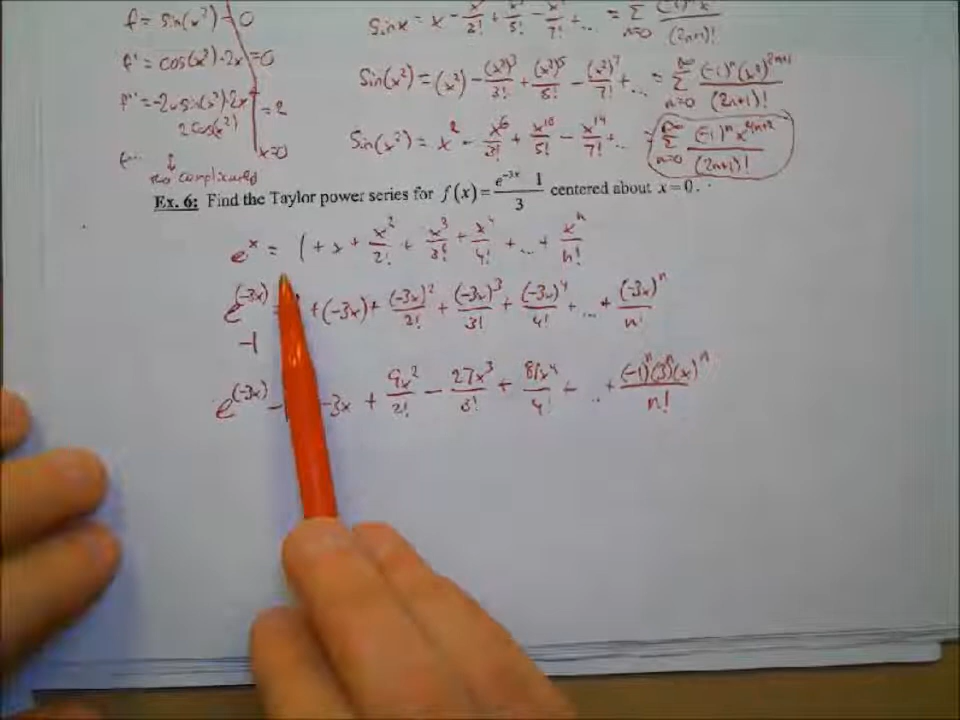 f = sin(x²) = 0
f' = cos(x²)·2x = 0
f'' = -2x sin(x²)·2x
2cos(x²)
= 2
x=0
too complicated
Sin x = x - + x⁵/5! - x⁷/7! + ... = Σ n=0 (-1)ⁿ /(2n+1)!
Sin(x²) = (x²) - (x²)³/3! + (x²)⁵/5! - (x²)⁷/7! + ... = Σ n=0 ∞ (-1)ⁿ(x²)²ⁿ⁺¹/(2n+1)!
Sin(x²) = x² - x⁶/3! + x¹⁰/5! - x¹⁴/7! + ... = Σ n=0 ∞ (-1)ⁿ x⁴ⁿ⁺²/(2n+1)!
Ex. 6: Find the Taylor power series for f(x) = e⁻³ˣ 1 / 3 centered about x = 0.
eˣ = 1 + x + x²/2! + x³/3! + x⁴/4! + ... + xⁿ/n!
e^(-3x) = + (-3x) + (-3x)²/2! + (-3x)³/3! + (-3x)⁴/4! + ... + (-3x)ⁿ/n!
-1
e^(-3x) - -3x + 9x²/2! - 27x³/3! + 81x⁴/4! + ... + (-1)ⁿ(3)ⁿ(x)ⁿ/n!